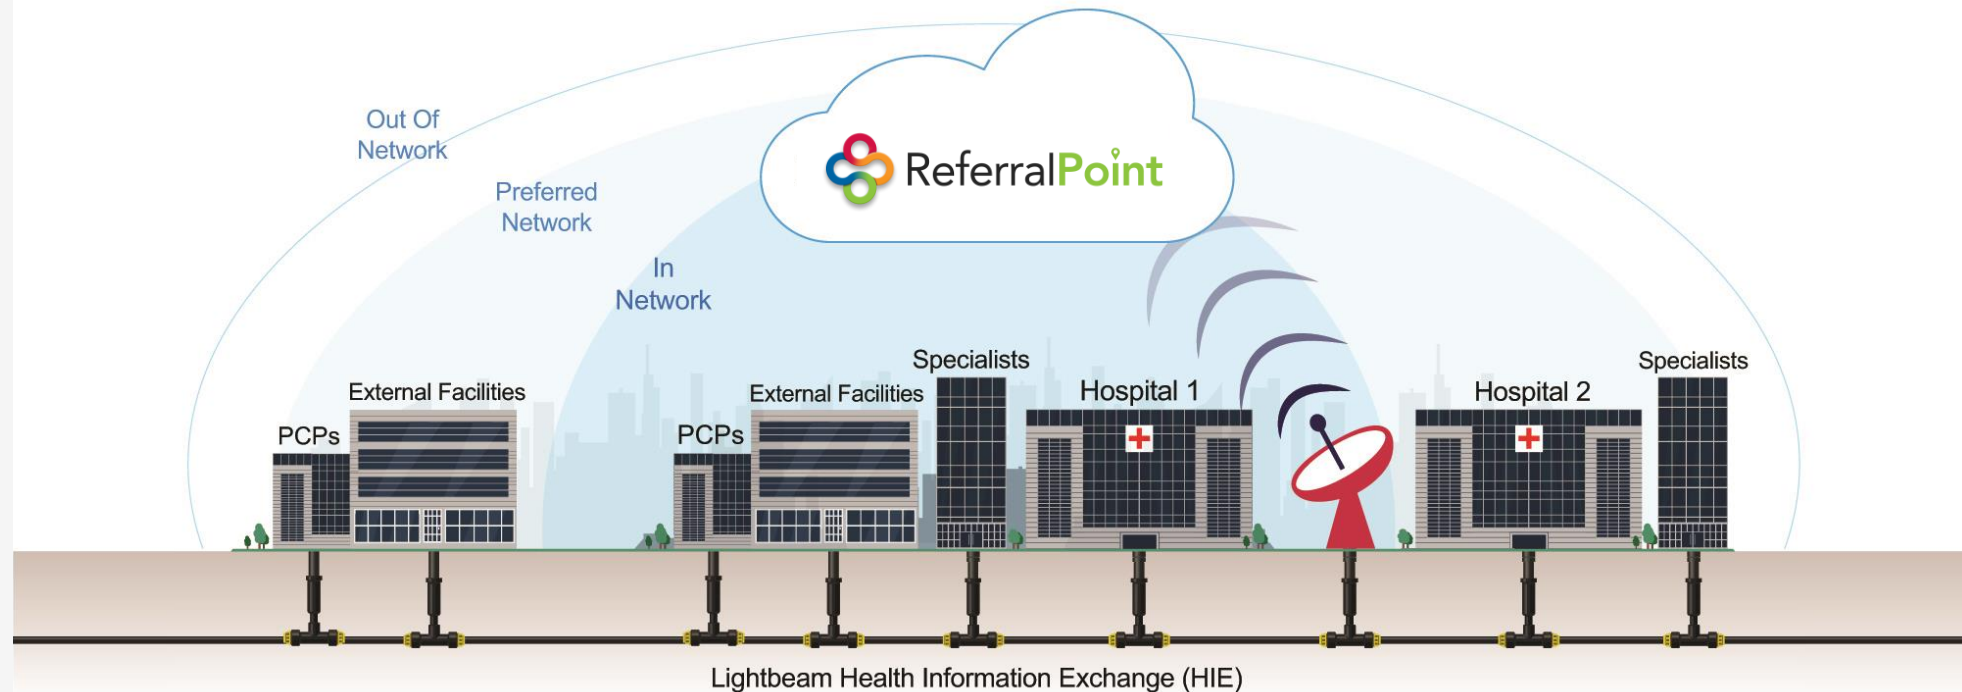 Out Of
Network
Preferred
Network
In
Network
ReferralPoint
External Facilities
PCPs
External Facilities
PCPs
Specialists
Hospital 1
Hospital 2
Specialists
Lightbeam Health Information Exchange (HIE)